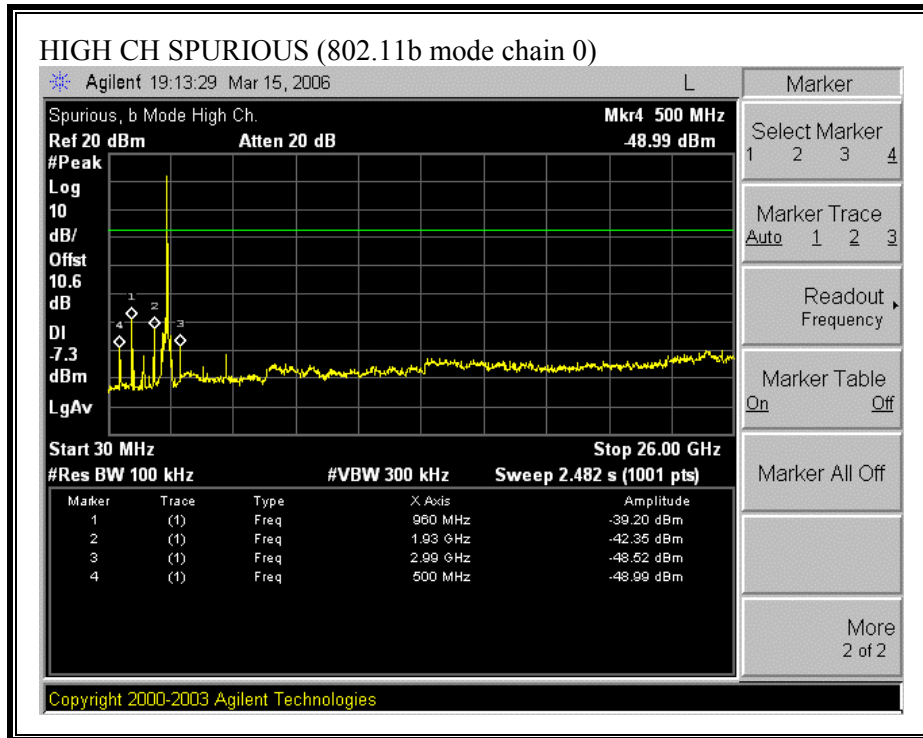 HIGH CH SPURIOUS (802.11b mode chain 0)
Agilent 19:13:29 Mar 15, 2006 L
Marker
Spurious, b Mode High Ch. Mkr4 500 MHz
Ref 20 dBm Atten 20 dB -48.99 dBm
#Peak
Log
10
dB/
Offst
10.6
dB
DI
-7.3
dBm
LgAv
1
2
3
4
Start 30 MHz Stop 26.00 GHz
#Res BW 100 kHz #VBW 300 kHz Sweep 2.482 s (1001 pts)
Marker Trace Type X Axis Amplitude
1 (1) Freq 960 MHz -39.20 dBm
2 (1) Freq 1.93 GHz -42.35 dBm
3 (1) Freq 2.99 GHz -48.52 dBm
4 (1) Freq 500 MHz -48.99 dBm
Select Marker
1 2 3 4
Marker Trace
Auto 1 2 3
Readout
Frequency
Marker Table
On Off
Marker All Off
More
2 of 2
Copyright 2000-2003 Agilent Technologies